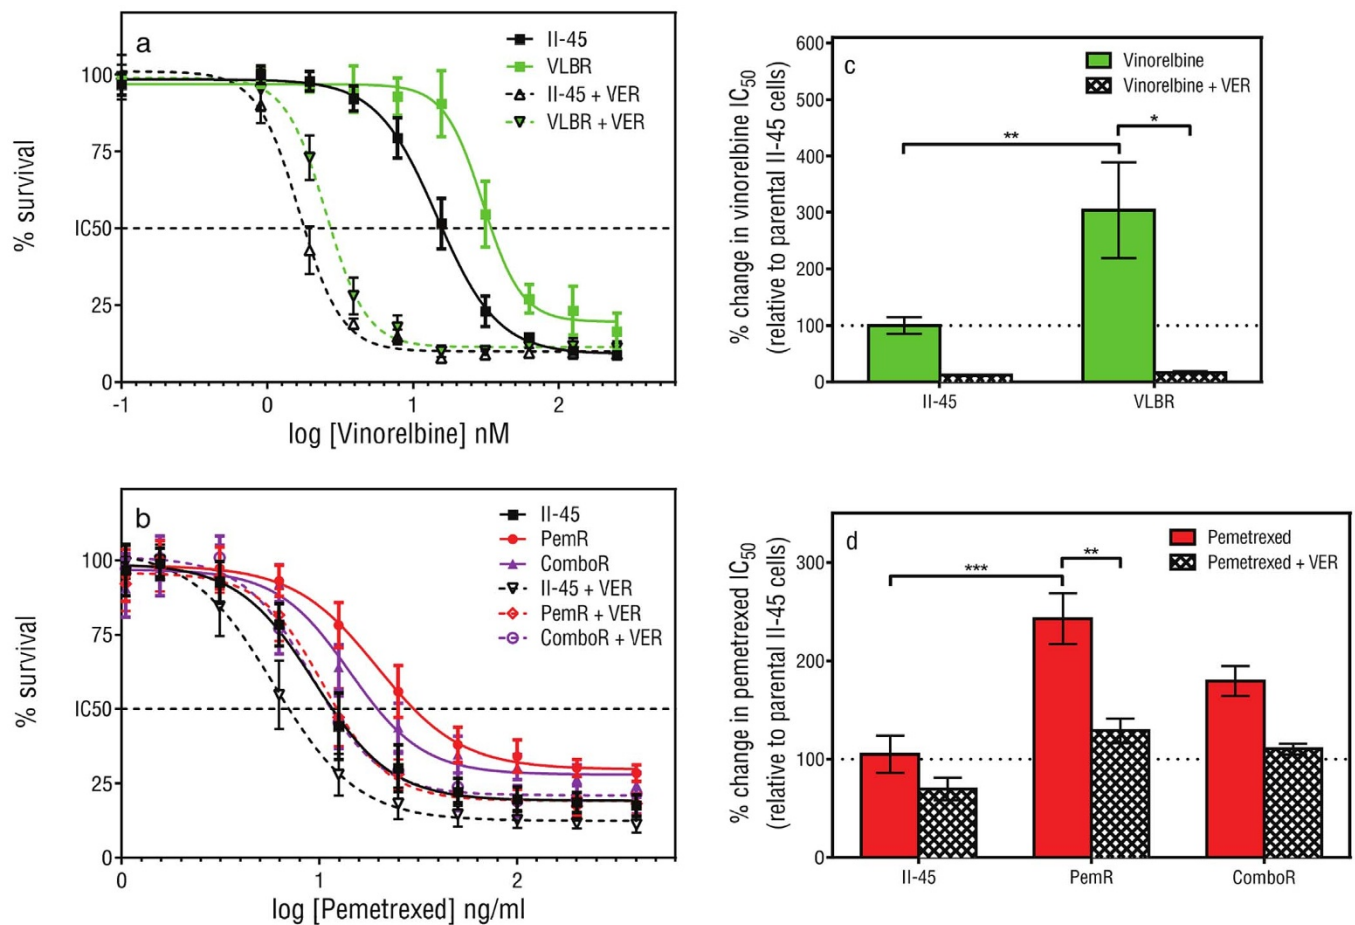 a
II-45
VLBR
II-45 + VER
VLBR + VER
% survival
100
75
IC50
25
0
-1
0
1
2
log [Vinorelbine] nM
c
Vinorelbine
Vinorelbine + VER
% change in vinorelbine IC50
(relative to parental II-45 cells)
600
500
400
300
200
100
0
**
*
II-45
VLBR
b
II-45
PemR
ComboR
II-45 + VER
PemR + VER
ComboR + VER
% survival
100
75
IC50
25
0
0
1
2
log [Pemetrexed] ng/ml
d
Pemetrexed
Pemetrexed + VER
% change in pemetrexed IC50
(relative to parental II-45 cells)
300
200
100
0
***
**
II-45
PemR
ComboR